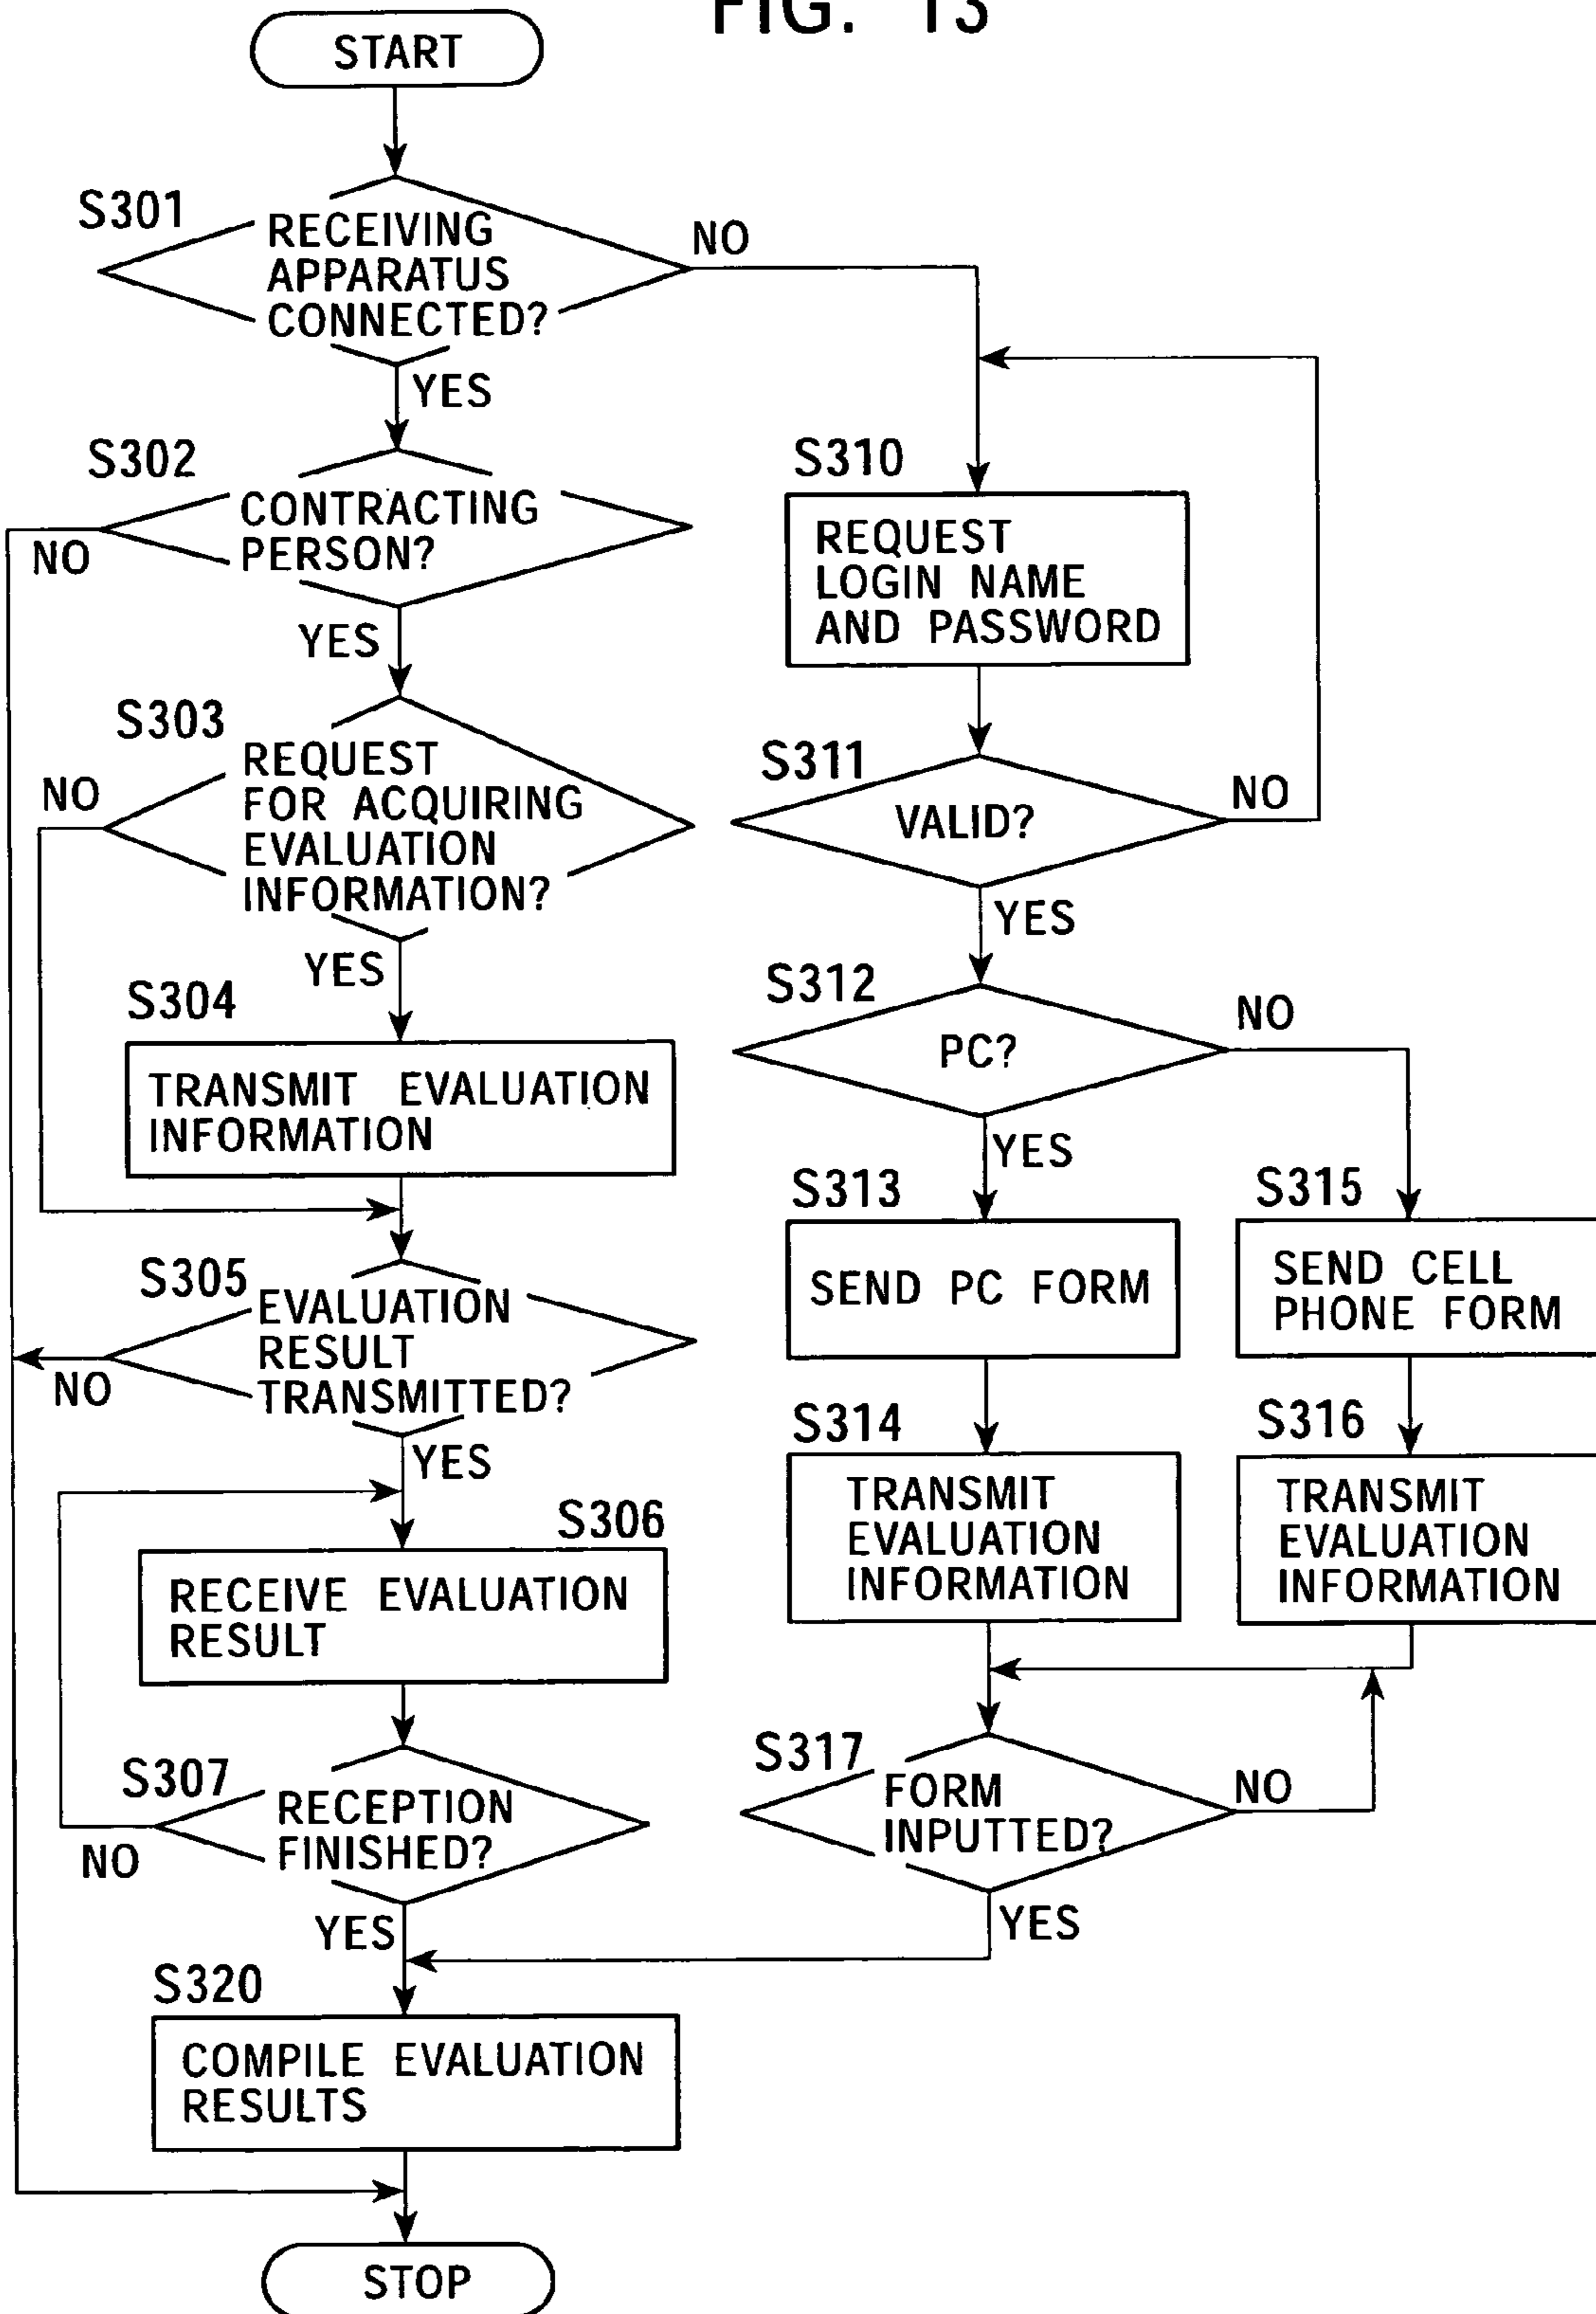 FIG. 13
START
S301
RECEIVING
APPARATUS
CONNECTED?
NO
YES
S302
CONTRACTING
PERSON?
NO
YES
S303
REQUEST
FOR ACQUIRING
EVALUATION
INFORMATION?
NO
YES
S304
TRANSMIT EVALUATION
INFORMATION
S305
EVALUATION
RESULT
TRANSMITTED?
NO
YES
S306
RECEIVE EVALUATION
RESULT
S307
RECEPTION
FINISHED?
NO
YES
S310
REQUEST
LOGIN NAME
AND PASSWORD
S311
VALID?
NO
YES
S312
PC?
NO
YES
S313
SEND PC FORM
S314
TRANSMIT
EVALUATION
INFORMATION
S315
SEND CELL
PHONE FORM
S316
TRANSMIT
EVALUATION
INFORMATION
S317
FORM
INPUTTED?
NO
YES
S320
COMPILE EVALUATION
RESULTS
STOP